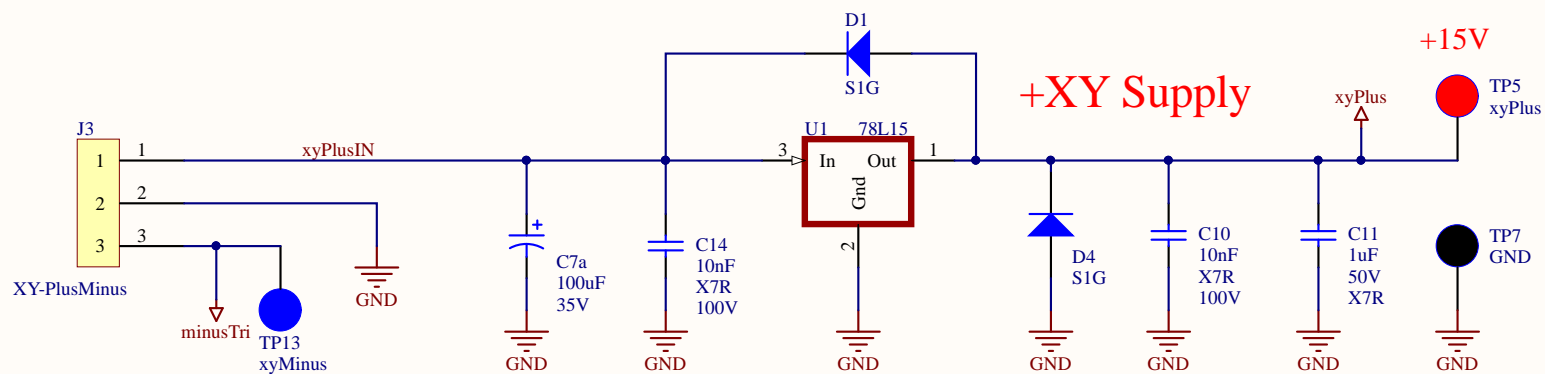 D1
S1G
+XY Supply
+15V
TP5
xyPlus
xyPlus
J3
1
1
xyPlusIN
2
2
3
3
XY-PlusMinus
minusTri
TP13
xyMinus
GND
C7a
100uF
35V
+
GND
C14
10nF
X7R
100V
GND
U1
78L15
3
In
Out
1
Gnd
2
GND
D4
S1G
GND
C10
10nF
X7R
100V
GND
C11
1uF
50V
X7R
GND
TP7
GND
GND